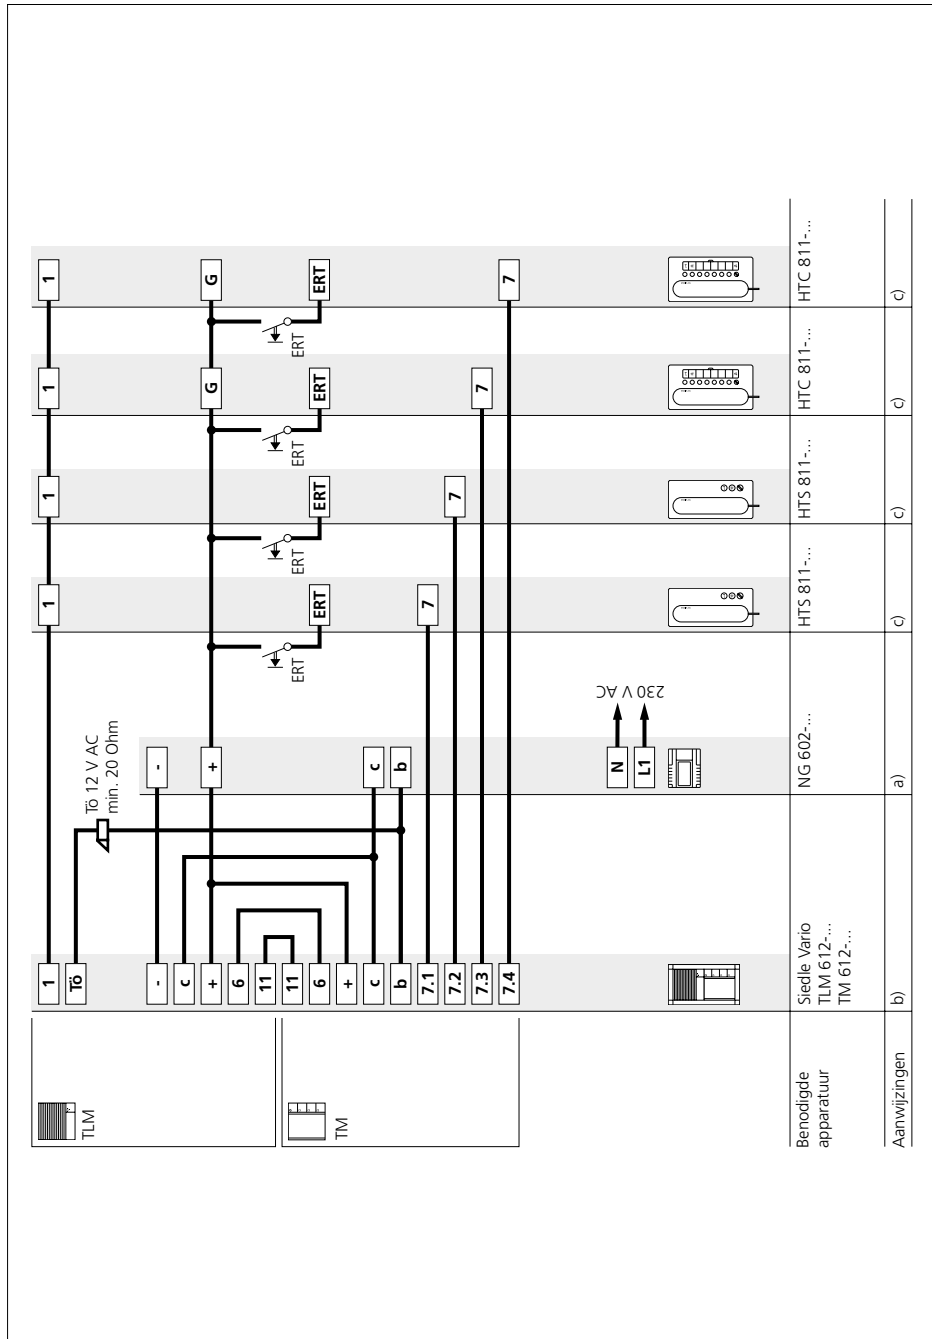 1 1 1 1 1
Tö
TLM
Tö 12 V AC
min. 20 Ohm
- -
c
+ + G G
6
11
11
ERT ERT ERT ERT
6 ERT ERT ERT ERT
TM
+
c c
b b
7.1 7
7.2 7
7.3 7
7.4 7
N
L1
230 V AC
Benodigde
apparatuur
Siedle Vario
TLM 612-...
TM 612-...
NG 602-...
HTS 811-...
HTS 811-...
HTC 811-...
HTC 811-...
Aanwijzingen
b)
a)
c)
c)
c)
c)